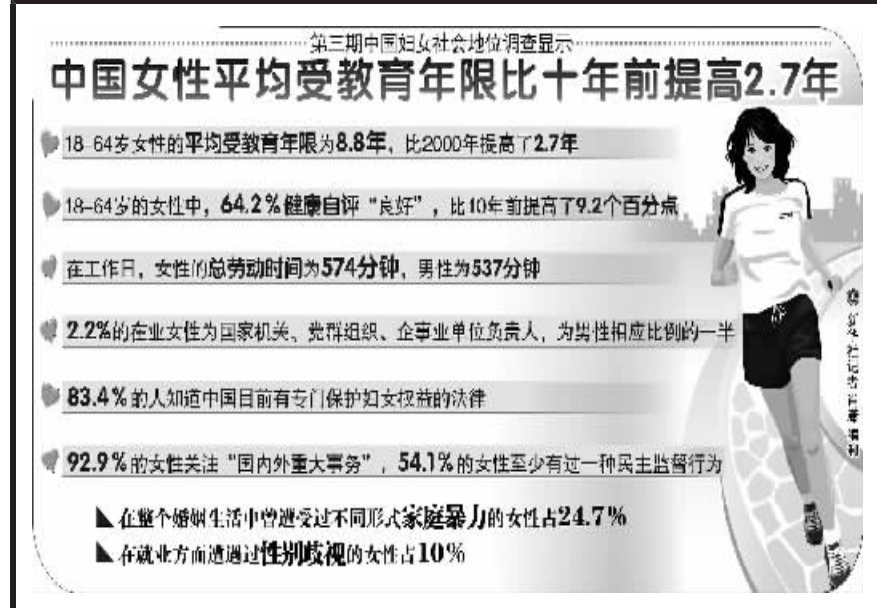 第三期中国妇女社会地位调查显示
中国女性平均受教育年限比十年前提高2.7年
18-64岁女性的平均受教育年限为8.8年，比2000年提高了2.7年
18-64岁的女性中，64.2%健康自评“良好”，比10年前提高了9.2个百分点
在工作日，女性的总劳动时间为574分钟，男性为537分钟
2.2%的在业女性为国家机关、党群组织、企事业单位负责人，为男性相应比例的一半
83.4%的人知道中国目前有专门保护妇女权益的法律
92.9%的女性关注“国内外重大事务”，54.1%的女性至少有过一种民主监督行为
在整个婚姻生活中曾遭受过不同形式家庭暴力的女性占24.7%
在就业方面遭遇过性别歧视的女性占10%
社记者